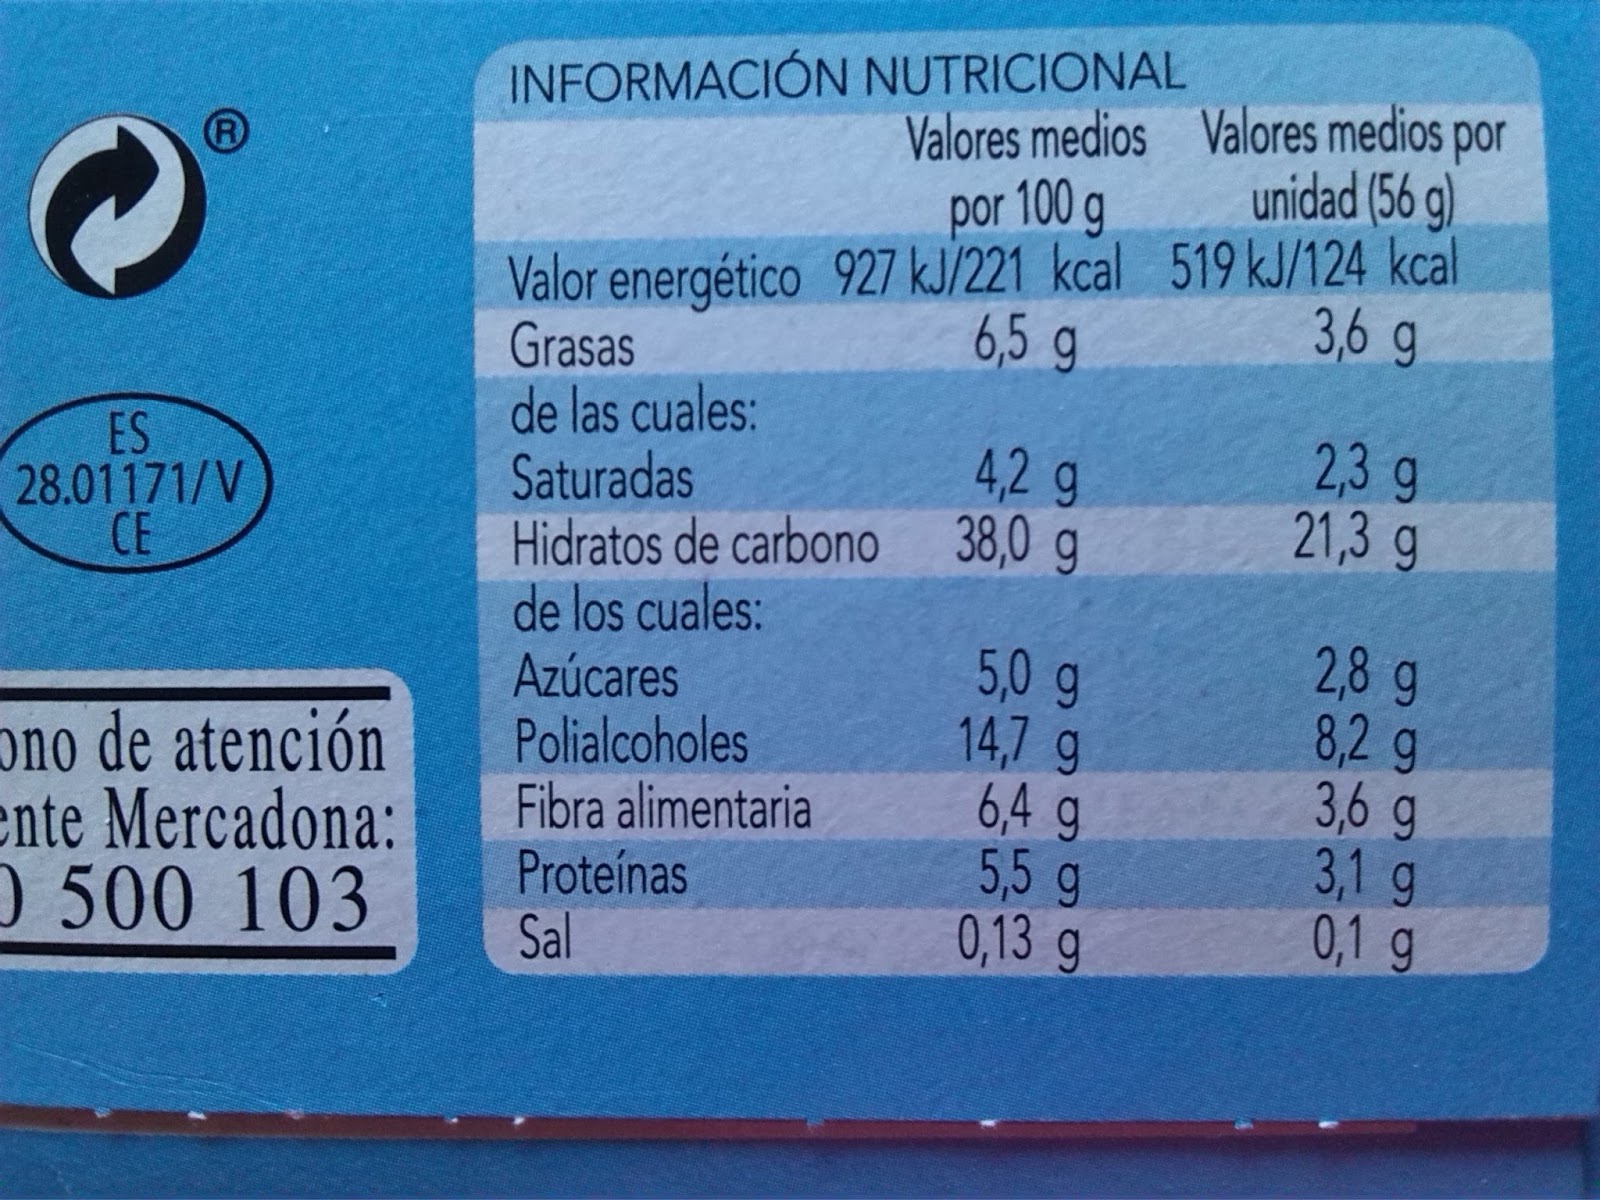 ®
ES
28.01171/V
CE
ono de atención
ente Mercadona:
0 500 103
INFORMACIÓN NUTRICIONAL
Valores medios por 100 g Valores medios por unidad (56 g)
Valor energético 927 kJ/221 kcal 519 kJ/124 kcal
Grasas 6,5 g 3,6 g
de las cuales:
Saturadas 4,2 g 2,3 g
Hidratos de carbono 38,0 g 21,3 g
de los cuales:
Azúcares 5,0 g 2,8 g
Polialcoholes 14,7 g 8,2 g
Fibra alimentaria 6,4 g 3,6 g
Proteínas 5,5 g 3,1 g
Sal 0,13 g 0,1 g